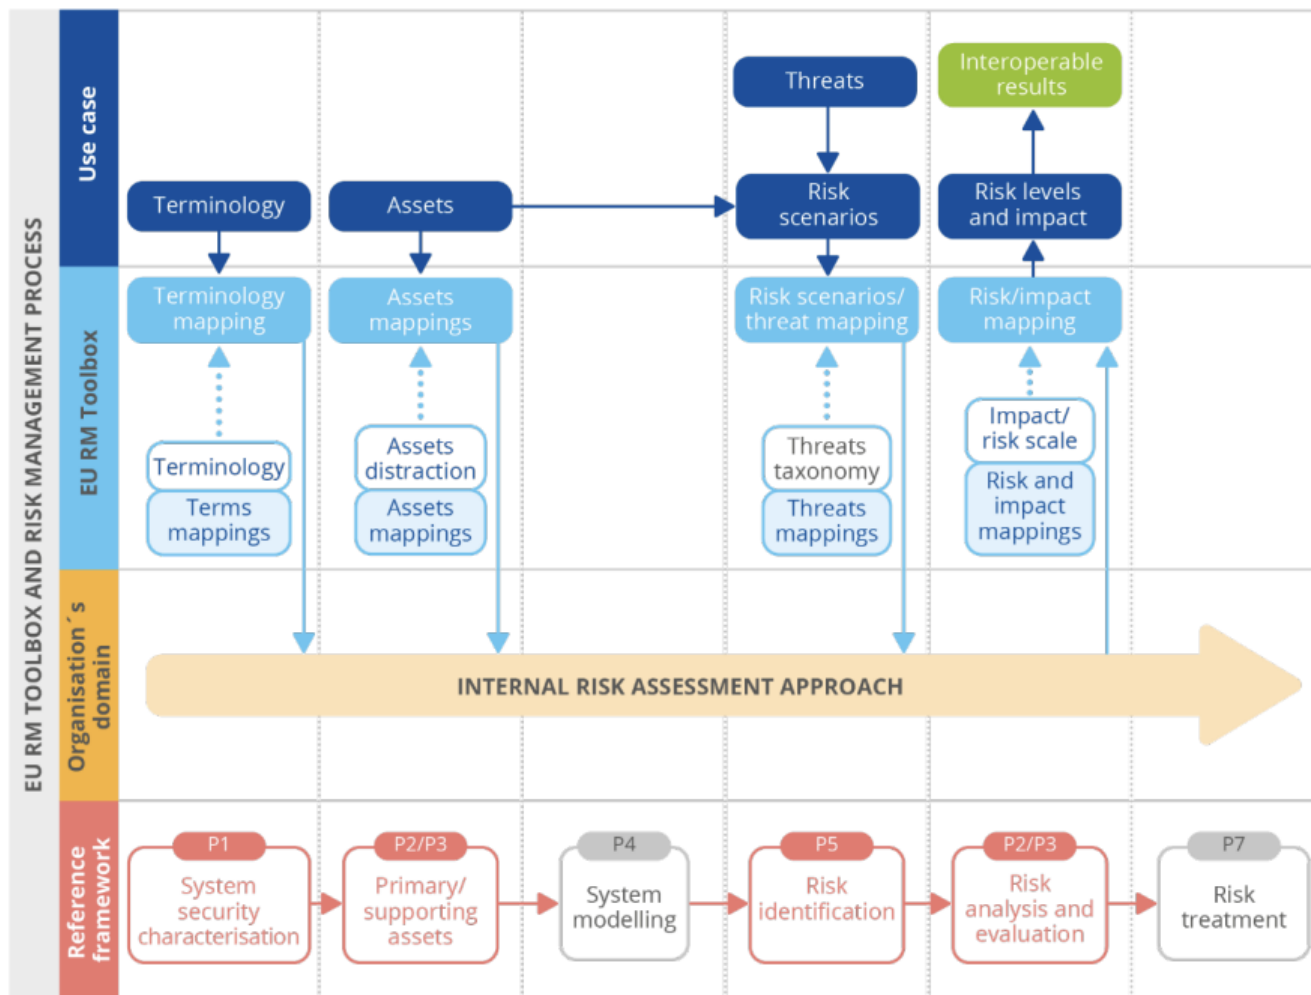 EU RM TOOLBOX AND RISK MANAGEMENT PROCESS
Use case
Threats
Interoperable
results
Terminology
Assets
Risk
scenarios
Risk levels
and impact
EU RM Toolbox
Terminology
mapping
Assets
mappings
Risk scenarios/
threat mapping
Risk/impact
mapping
Terminology
Terms
mappings
Assets
distraction
Assets
mappings
Threats
taxonomy
Threats
mappings
Impact/
risk scale
Risk and
impact
mappings
Organisation´s
domain
INTERNAL RISK ASSESSMENT APPROACH
Reference
framework
P1
System
security
characterisation
P2/P3
Primary/
supporting
assets
P4
System
modelling
P5
Risk
identification
P2/P3
Risk
analysis and
evaluation
P7
Risk
treatment